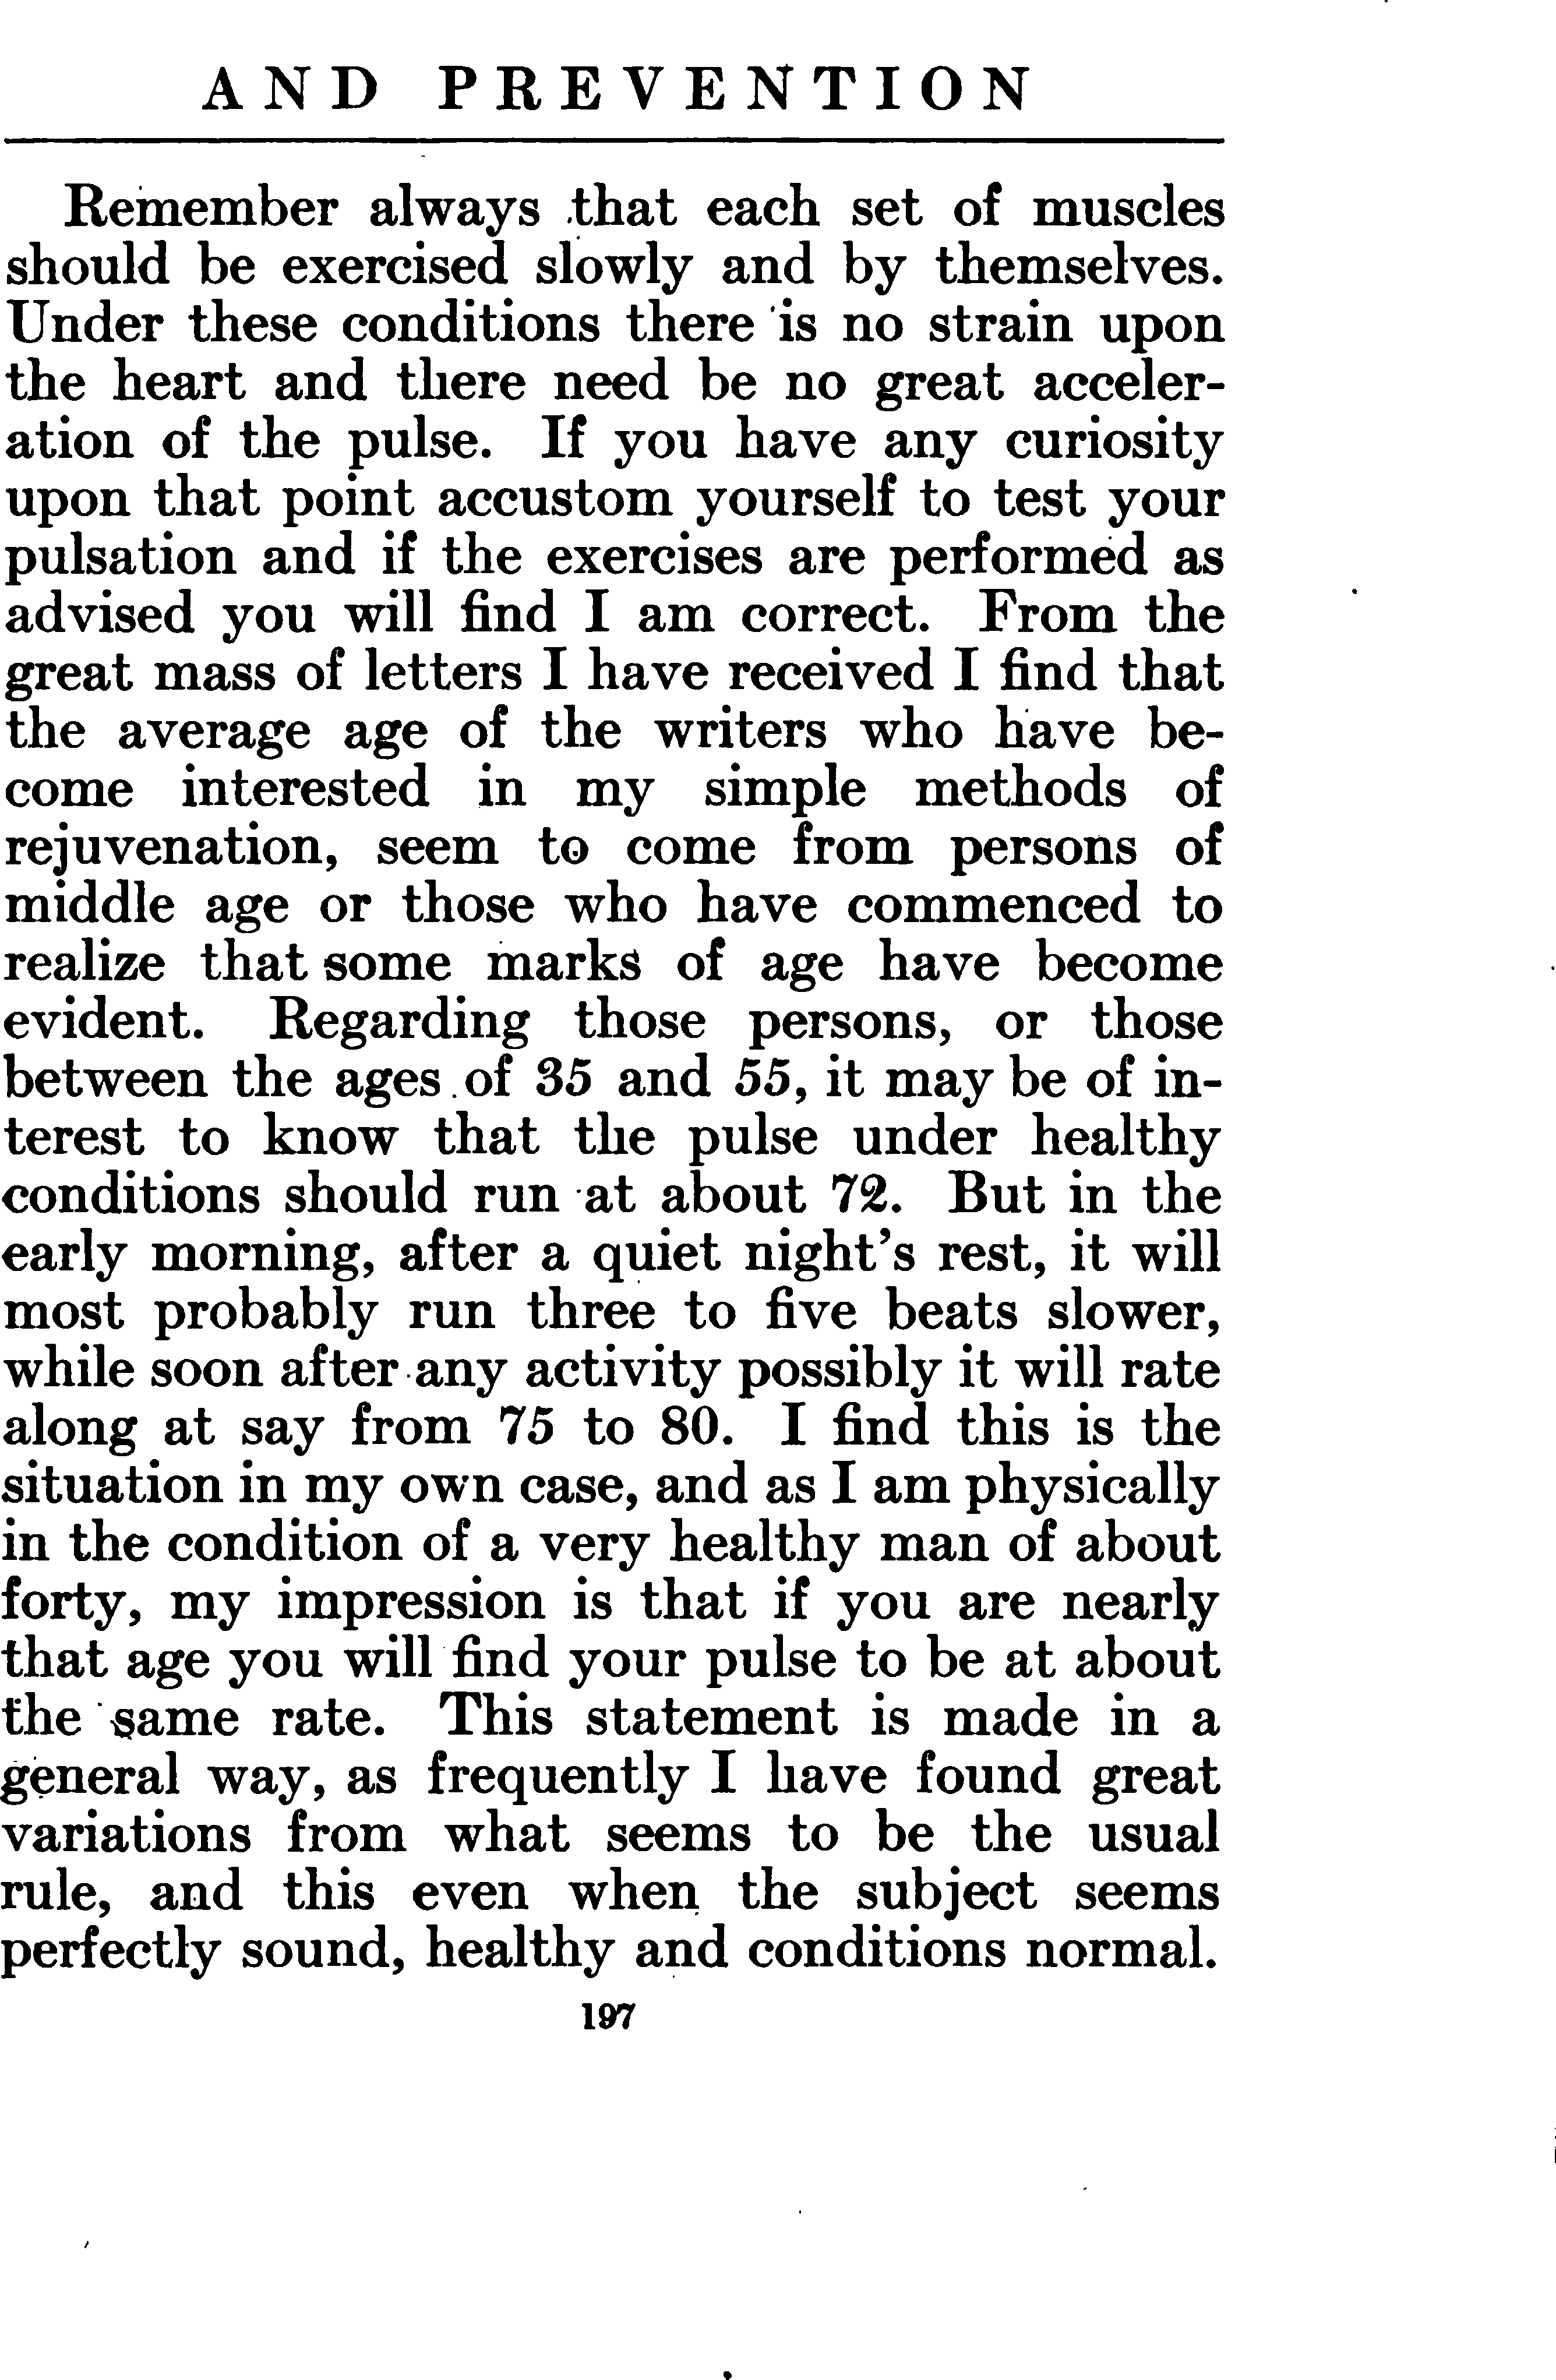 AND PREVENTION
Remember always that each set of muscles
should be exercised slowly and by themselves.
Under these conditions there is no strain upon
the heart and there need be no great acceler-
ation of the pulse. If you have any curiosity
upon that point accustom yourself to test your
pulsation and if the exercises are performed as
advised you will find I am correct. From the
great mass of letters I have received I find that
the average age of the writers who have be-
come interested in my simple methods of
rejuvenation, seem to come from persons of
middle age or those who have commenced to
realize that some marks of age have become
evident. Regarding those persons, or those
between the ages of 35 and 55, it may be of in-
terest to know that the pulse under healthy
conditions should run at about 72. But in the
early morning, after a quiet night's rest, it will
most probably run three to five beats slower,
while soon after any activity possibly it will rate
along at say from 75 to 80. I find this is the
situation in my own case, and as I am physically
in the condition of a very healthy man of about
forty, my impression is that if you are nearly
that age you will find your pulse to be at about
the same rate. This statement is made in a
general way, as frequently I have found great
variations from what seems to be the usual
rule, and this even when the subject seems
perfectly sound, healthy and conditions normal.
197